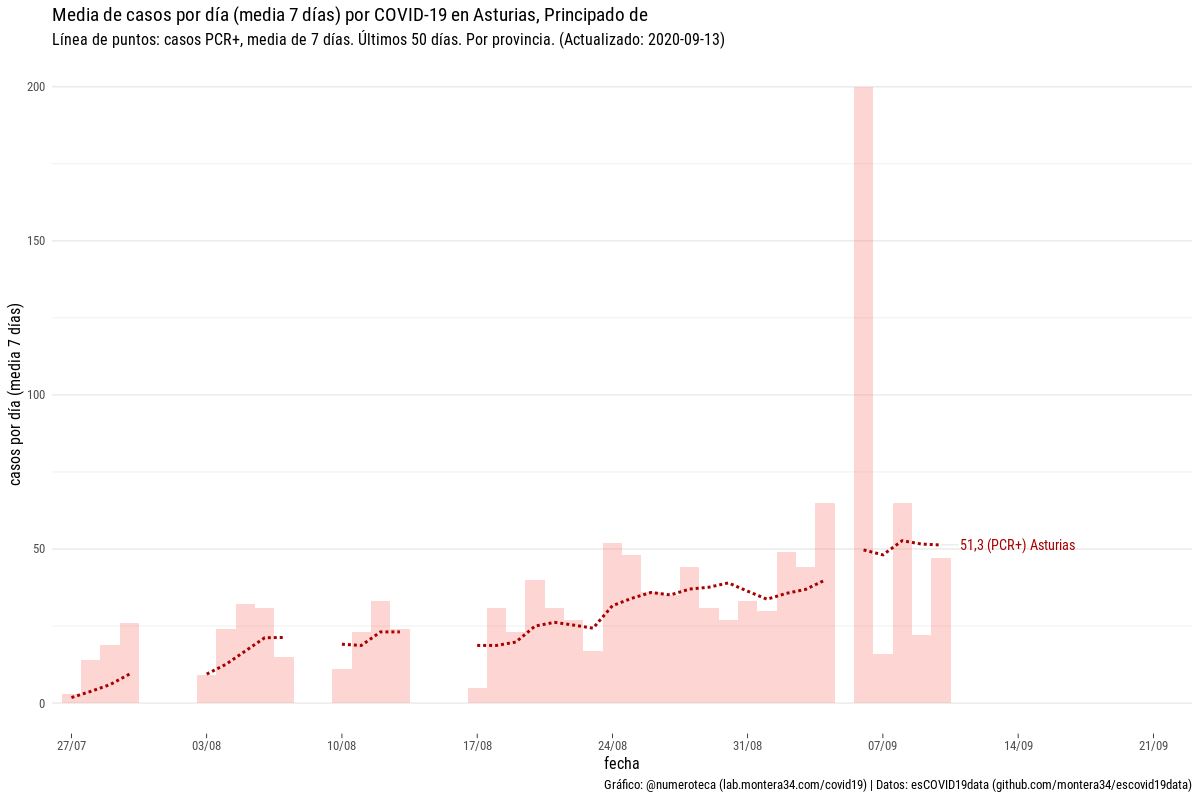 Media de casos por día (media 7 días) por COVID-19 en Asturias, Principado de
Línea de puntos: casos PCR+, media de 7 días. Últimos 50 días. Por provincia. (Actualizado: 2020-09-13)
casos por día (media 7 días)
200
150
100
50
0
51,3 (PCR+) Asturias
27/07
03/08
10/08
17/08
24/08
31/08
07/09
14/09
21/09
fecha
Gráfico: @numeroteca (lab.montera34.com/covid19) | Datos: esCOVID19data (github.com/montera34/escovid19data)